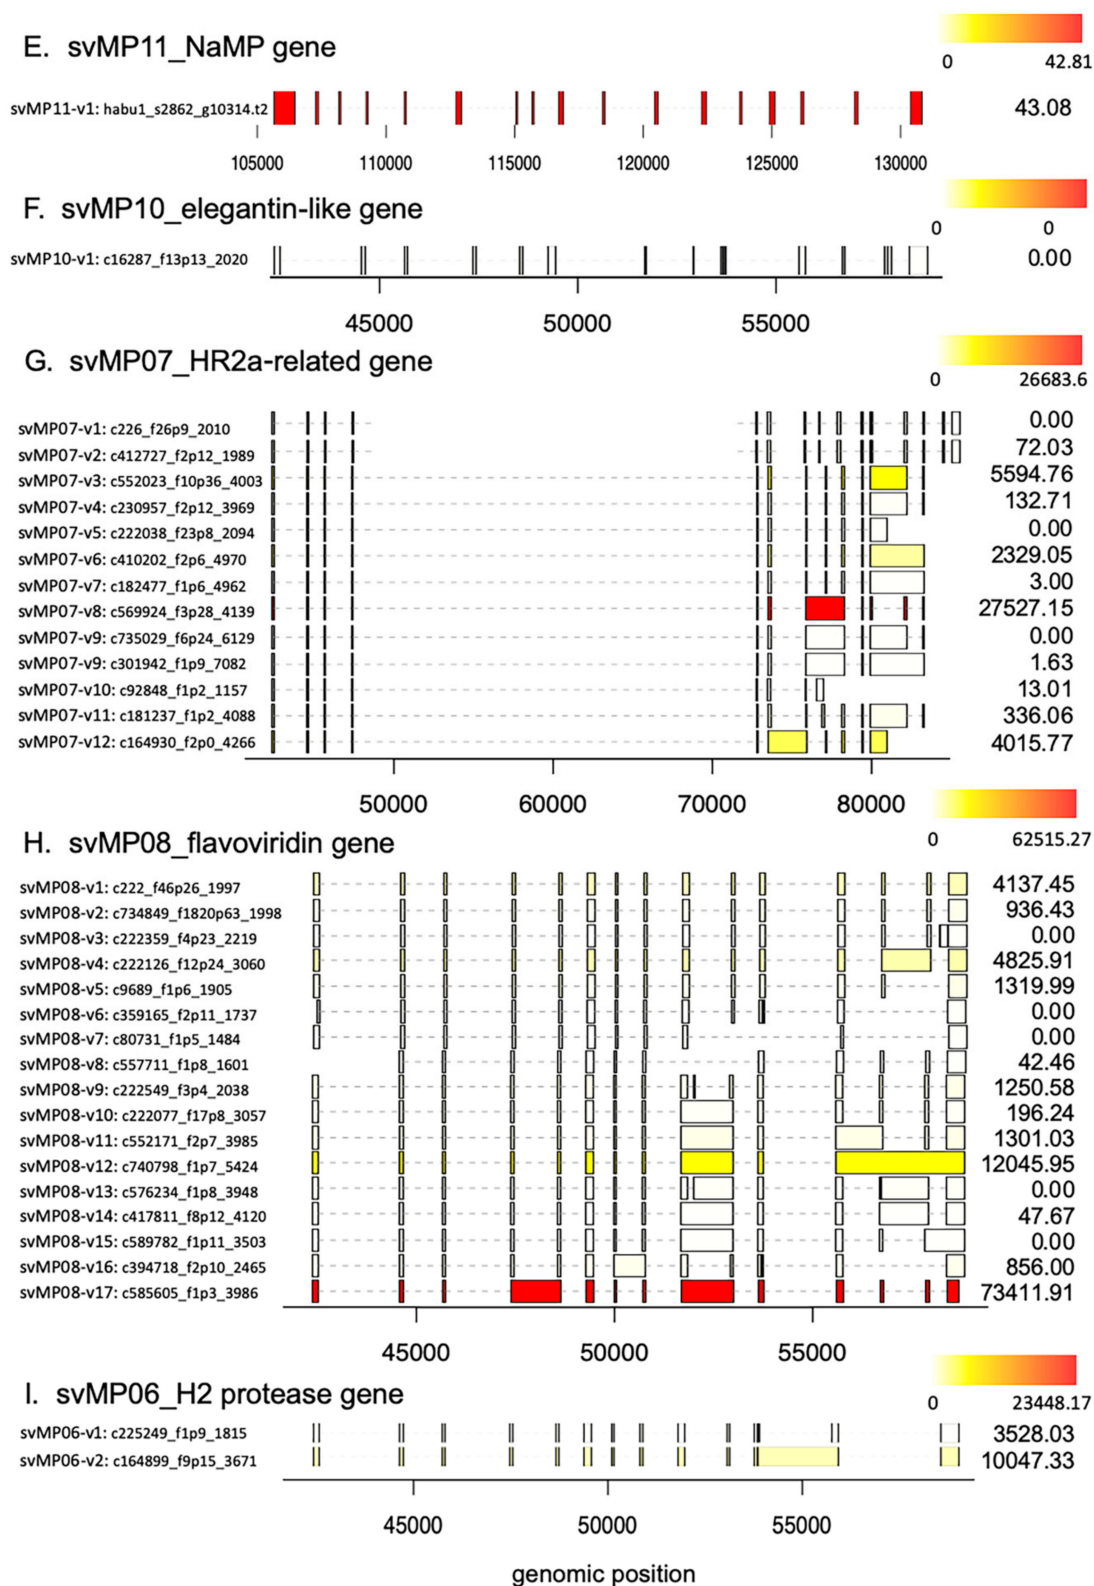 E. svMP11_NaMP gene
0 42.81
svMP11-v1: habu1_s2862_g10314.t2 43.08
105000 110000 115000 120000 125000 130000
F. svMP10_elegantin-like gene
0 0
svMP10-v1: c16287_f13p13_2020 0.00
45000 50000 55000
G. svMP07_HR2a-related gene
0 26683.6
svMP07-v1: c226_f26p9_2010 0.00
svMP07-v2: c412727_f2p12_1989 72.03
svMP07-v3: c552023_f10p36_4003 5594.76
svMP07-v4: c230957_f2p12_3969 132.71
svMP07-v5: c222038_f23p8_2094 0.00
svMP07-v6: c410202_f2p6_4970 2329.05
svMP07-v7: c182477_f1p6_4962 3.00
svMP07-v8: c569924_f3p28_4139 27527.15
svMP07-v9: c735029_f6p24_6129 0.00
svMP07-v9: c301942_f1p9_7082 1.63
svMP07-v10: c92848_f1p2_1157 13.01
svMP07-v11: c181237_f1p2_4088 336.06
svMP07-v12: c164930_f2p0_4266 4015.77
50000 60000 70000 80000
H. svMP08_flavoviridin gene
0 62515.27
svMP08-v1: c222_f46p26_1997 4137.45
svMP08-v2: c734849_f1820p63_1998 936.43
svMP08-v3: c222359_f4p23_2219 0.00
svMP08-v4: c222126_f12p24_3060 4825.91
svMP08-v5: c9689_f1p6_1905 1319.99
svMP08-v6: c359165_f2p11_1737 0.00
svMP08-v7: c80731_f1p5_1484 0.00
svMP08-v8: c557711_f1p8_1601 42.46
svMP08-v9: c222549_f3p4_2038 1250.58
svMP08-v10: c222077_f17p8_3057 196.24
svMP08-v11: c552171_f2p7_3985 1301.03
svMP08-v12: c740798_f1p7_5424 12045.95
svMP08-v13: c576234_f1p8_3948 0.00
svMP08-v14: c417811_f8p12_4120 47.67
svMP08-v15: c589782_f1p11_3503 0.00
svMP08-v16: c394718_f2p10_2465 856.00
svMP08-v17: c585605_f1p3_3986 73411.91
45000 50000 55000
I. svMP06_H2 protease gene
0 23448.17
svMP06-v1: c225249_f1p9_1815 3528.03
svMP06-v2: c164899_f9p15_3671 10047.33
45000 50000 55000
genomic position